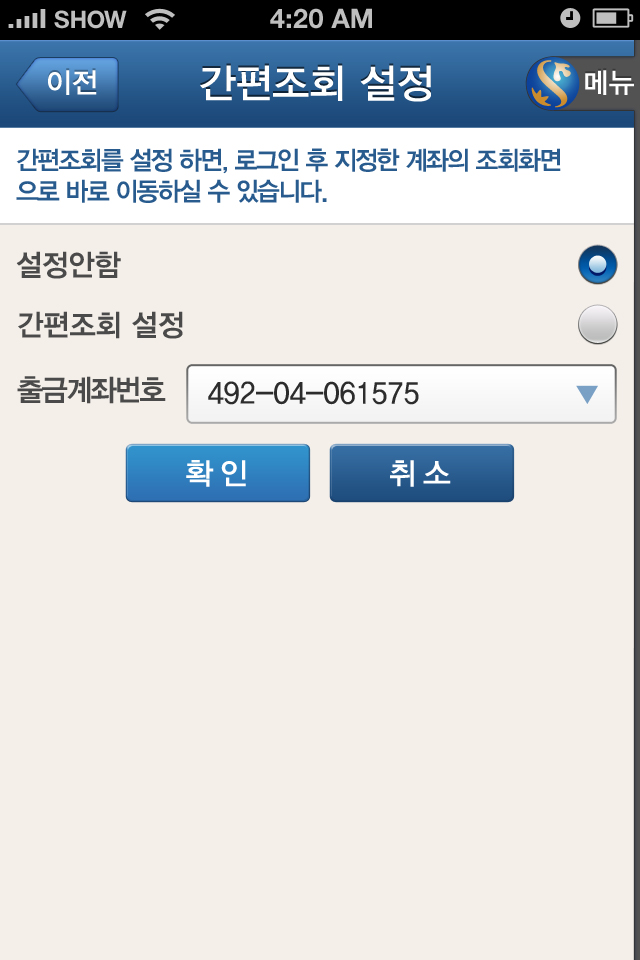 SHOW 4:20 AM
이전 간편조회 설정 메뉴
간편조회를 설정 하면, 로그인 후 지정한 계좌의 조회화면
으로 바로 이동하실 수 있습니다.
설정안함
간편조회 설정
출금계좌번호 492-04-061575
확인 취소